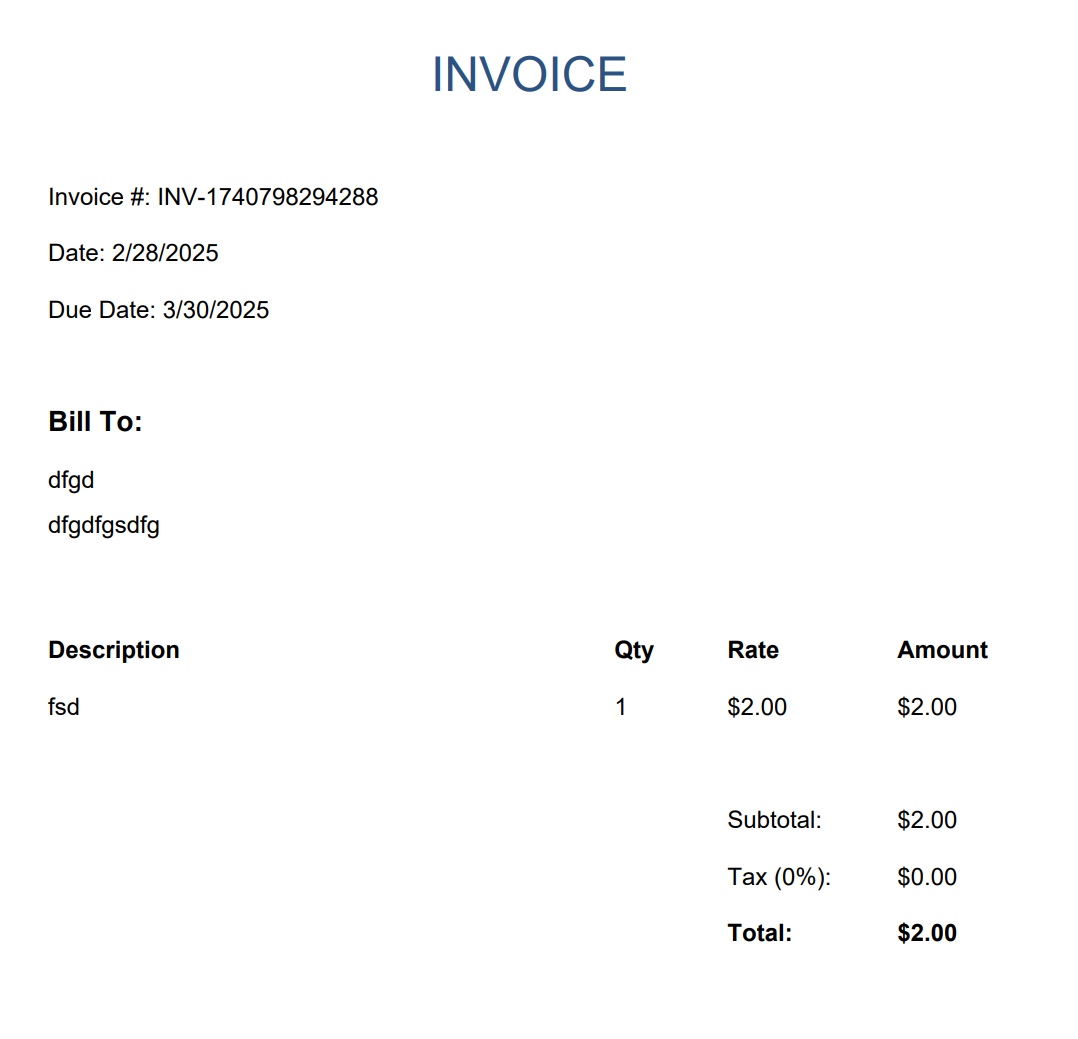 INVOICE
Invoice #: INV-1740798294288
Date: 2/28/2025
Due Date: 3/30/2025
Bill To:
dfgd
dfgdfgsdfg
Description Qty Rate Amount
fsd 1 $2.00 $2.00
Subtotal: $2.00
Tax (0%): $0.00
Total: $2.00